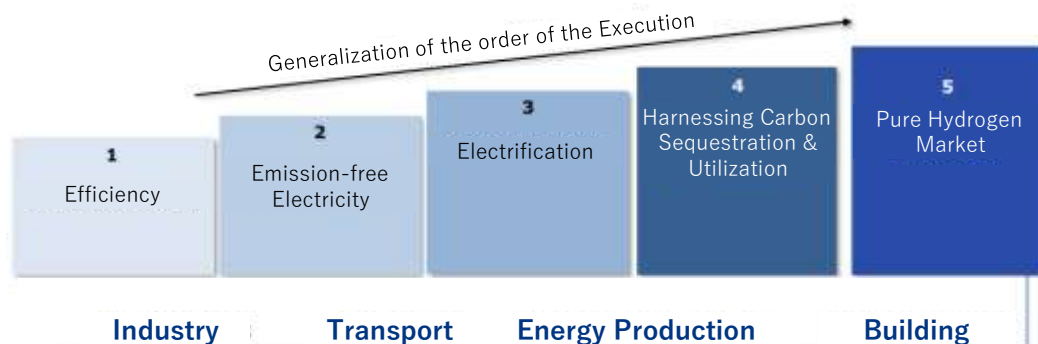 Generalization of the order of the Execution
1
Efficiency
2
Emission-free
Electricity
3
Electrification
4
Harnessing Carbon
Sequestration &
Utilization
5
Pure Hydrogen
Market
Industry
Transport
Energy Production
Building